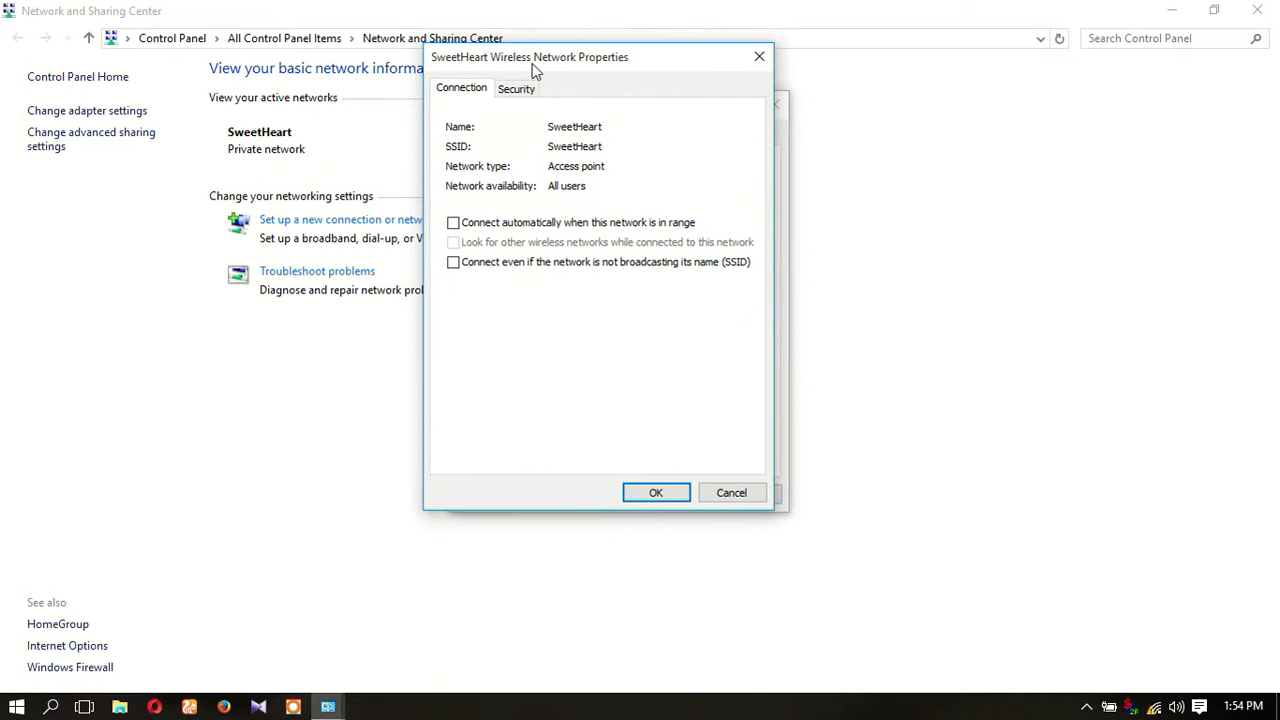 Network and Sharing Center
Control Panel
All Control Panel Items
Network and Sharing Center
Search Control Panel
Control Panel Home
Change adapter settings
Change advanced sharing
settings
View your basic network informa
View your active networks
SweetHeart
Private network
Change your networking settings
Set up a new connection or netw
Set up a broadband, dial-up, or V
Troubleshoot problems
Diagnose and repair network prol
SweetHeart Wireless Network Properties
Connection
Security
Name: SweetHeart
SSID: SweetHeart
Network type: Access point
Network availability: All users
Connect automatically when this network is in range
Look for other wireless networks while connected to this network
Connect even if the network is not broadcasting its name (SSID)
OK
Cancel
See also
HomeGroup
Internet Options
Windows Firewall
1:54 PM